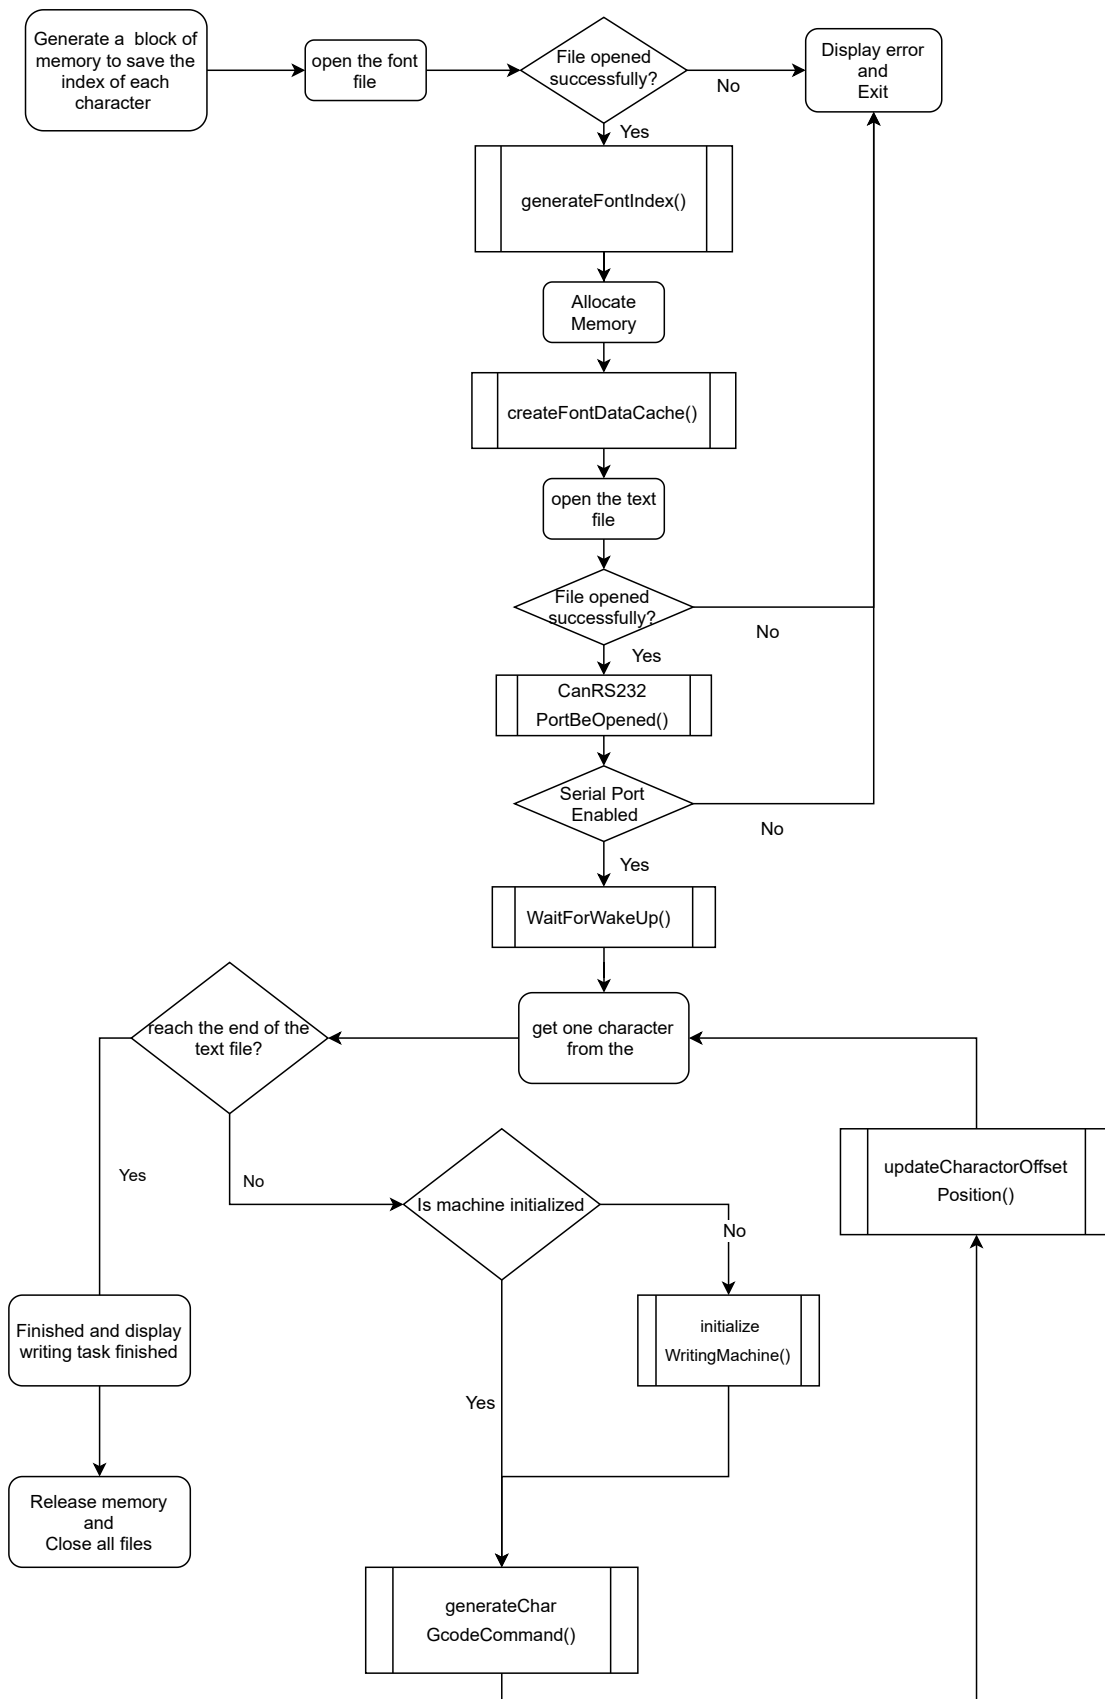 Generate a block of
memory to save the
index of each
character
open the font
file
File opened
successfully?
No
Display error
and
Exit
Yes
generateFontIndex()
Allocate
Memory
createFontDataCache()
open the text
file
File opened
successfully?
No
Yes
CanRS232
PortBeOpened()
Serial Port
Enabled
No
Yes
WaitForWakeUp()
get one character
from the
reach the end of the
text file?
Yes
No
Is machine initialized
No
updateCharactorOffset
Position()
initialize
WritingMachine()
Finished and display
writing task finished
Yes
Release memory
and
Close all files
generateChar
GcodeCommand()